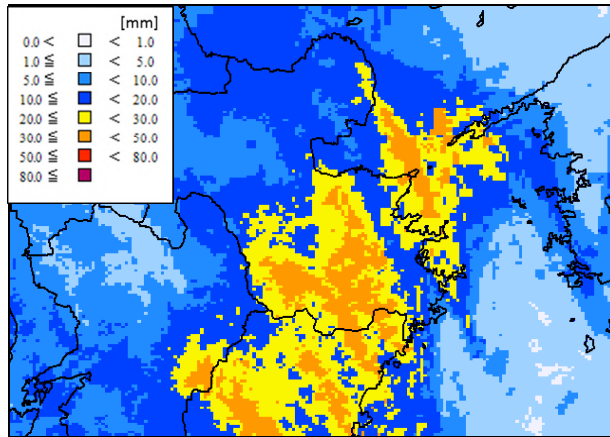 [mm]
0.0 < < 1.0
1.0 ≦ < 5.0
5.0 ≦ < 10.0
10.0 ≦ < 20.0
20.0 ≦ < 30.0
30.0 ≦ < 50.0
50.0 ≦ < 80.0
80.0 ≦